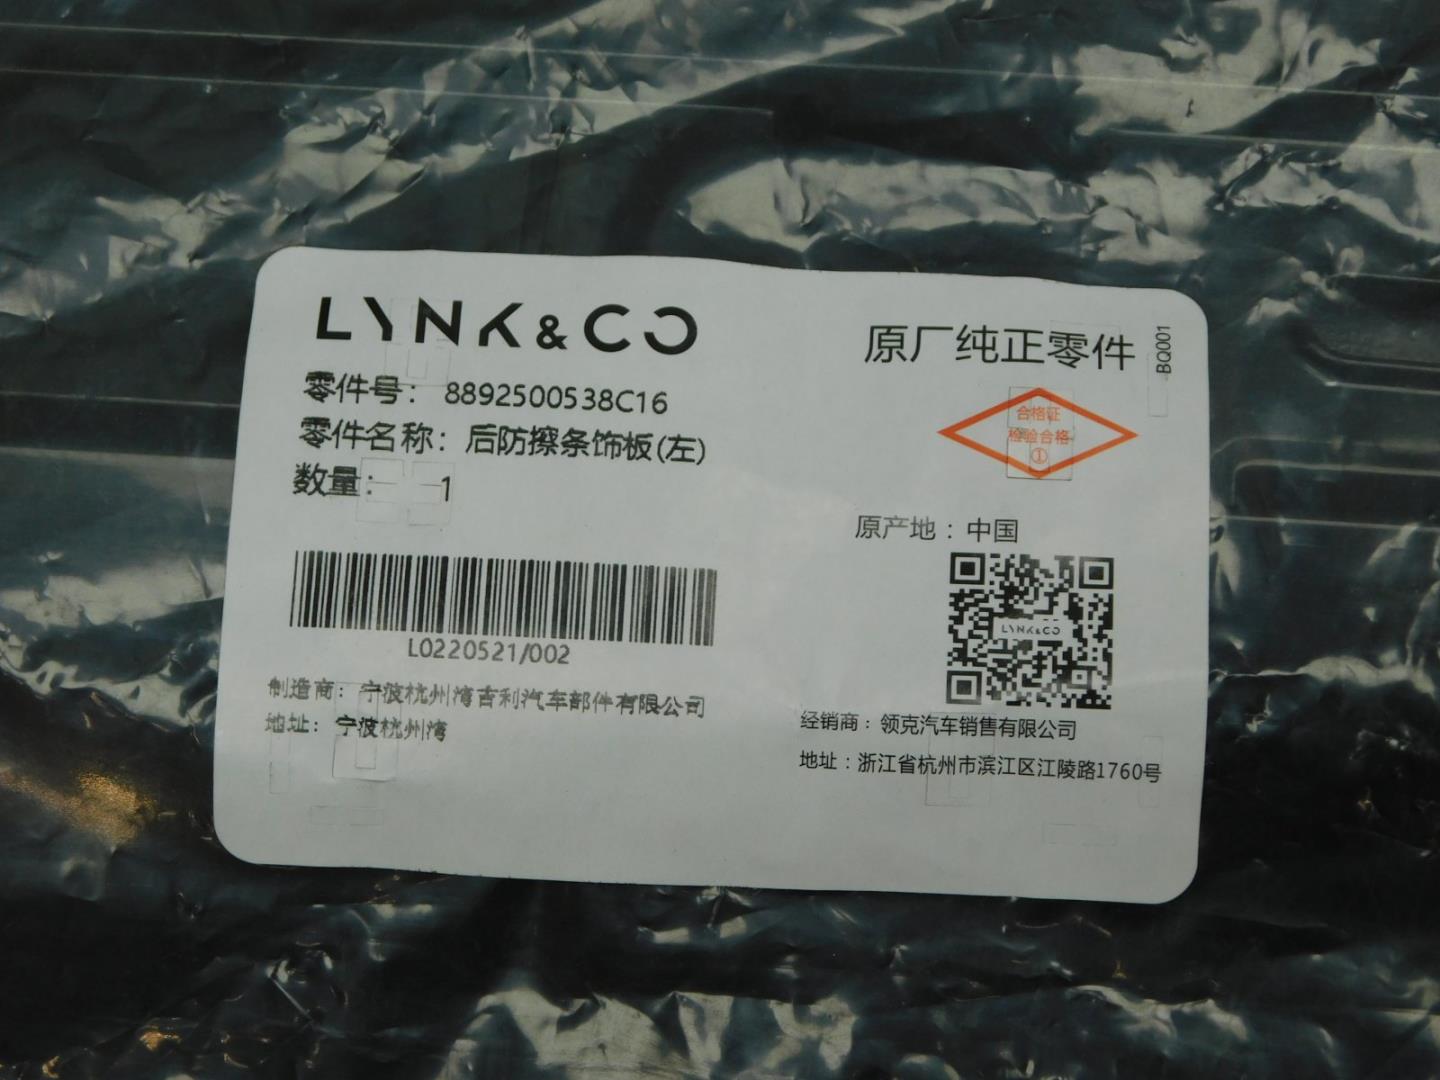 LYNK&CO
原厂纯正零件
BQ001
零件号： 8892500538C16
零件名称：后防擦条饰板(左)
数量： 1
合格证
检验合格
①
原产地：中国
LYNK&CO
L0220521/002
制造商：宁波杭州湾吉利汽车部件有限公司
地址：宁波杭州湾
经销商：领克汽车销售有限公司
地址：浙江省杭州市滨江区江陵路1760号